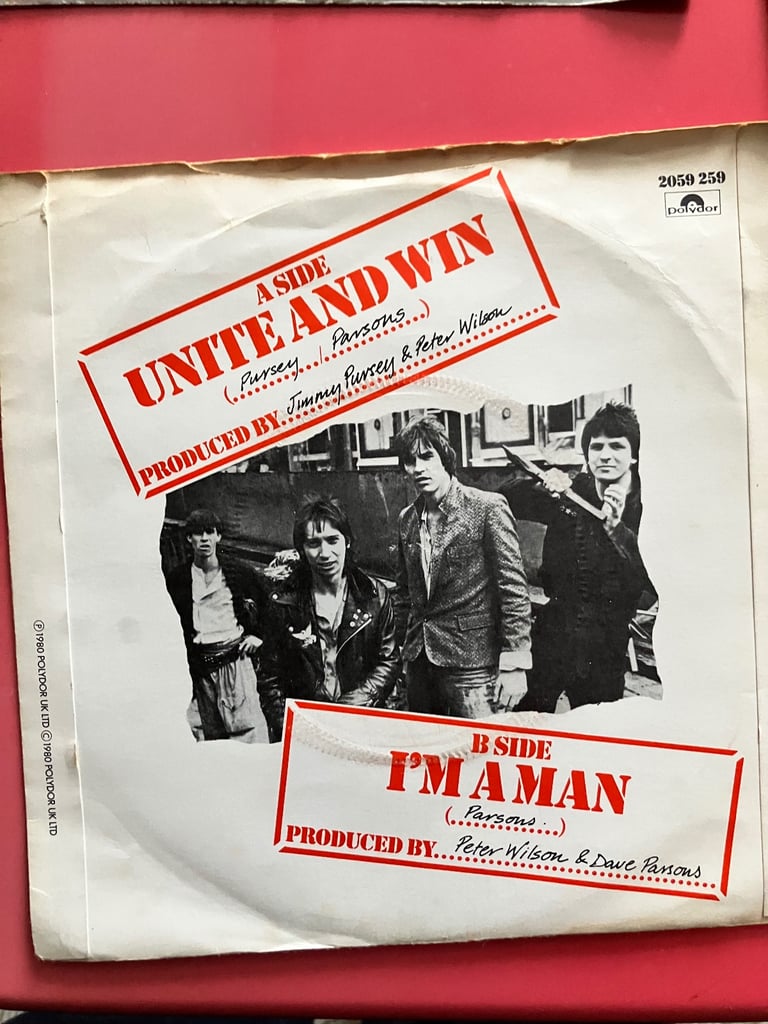 2059 259
polydor
A SIDE
UNITE AND WIN
(Pursey / Parsons)
PRODUCED BY Jimmy Pursey & Peter Wilson
B SIDE
I'M A MAN
(Parsons.)
PRODUCED BY Peter Wilson & Dave Parsons
℗ 1980 POLYDOR UK LTD © 1980 POLYDOR UK LTD